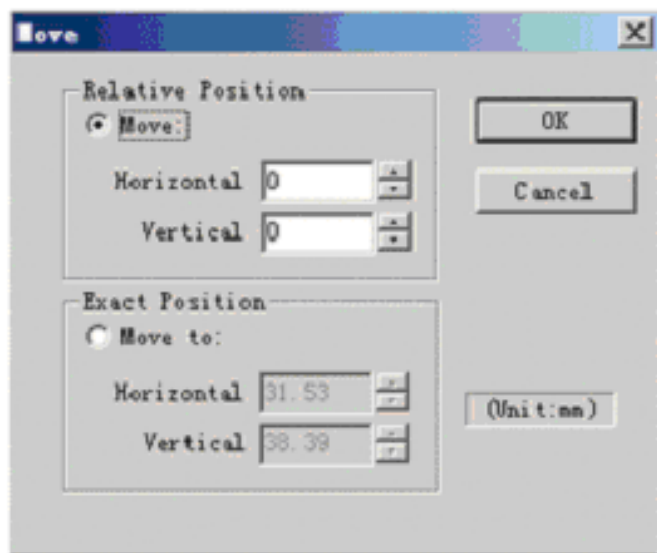 Move
Relative Position
Move:
OK
Horizontal 0
Cancel
Vertical 0
Exact Position
Move to:
Horizontal 31.53
(Unit:mm)
Vertical 38.39